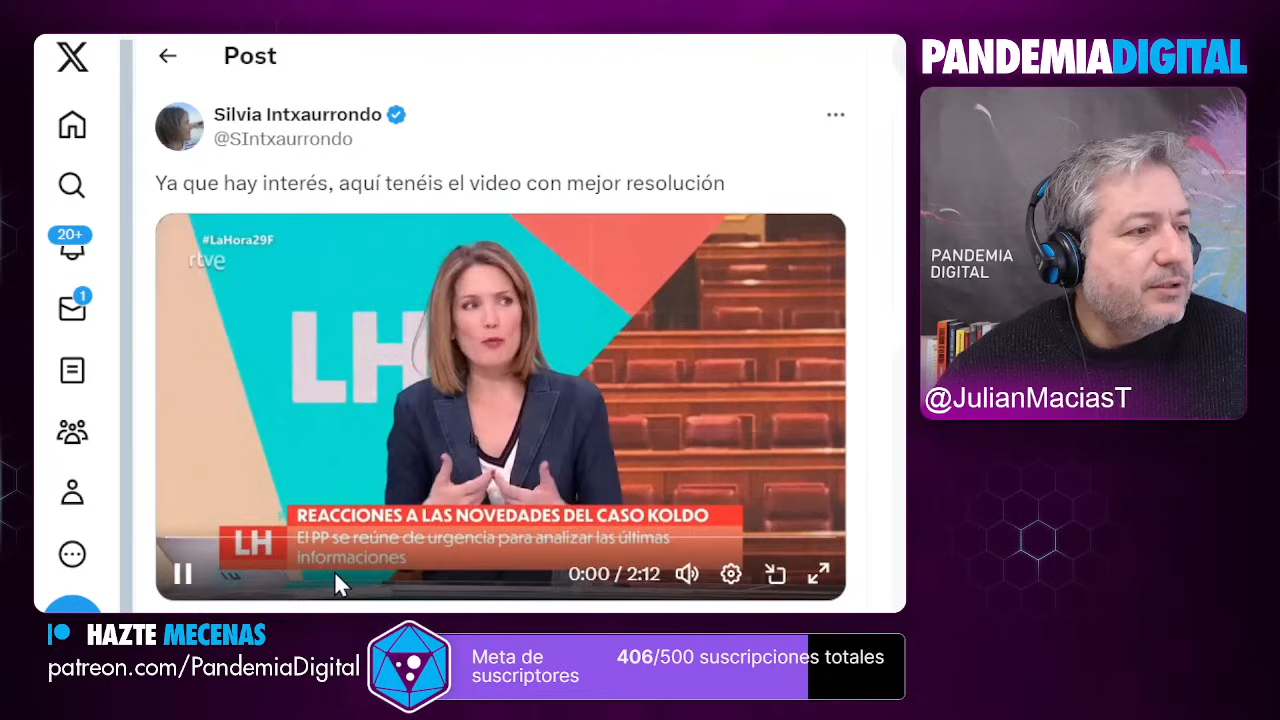 Post
Silvia Intxaurrondo
@SIntxaurrondo
Ya que hay interés, aquí tenéis el video con mejor resolución
20+
1
#LaHora29F
rtve
LH
REACCIONES A LAS NOVEDADES DEL CASO KOLDO
LH
El PP se reúne de urgencia para analizar las últimas
informaciones
0:00 / 2:12
PANDEMIADIGITAL
PANDEMIA
DIGITAL
@JulianMaciasT
HAZTE MECENAS
patreon.com/PandemiaDigital
Meta de
suscriptores
406/500 suscripciones totales